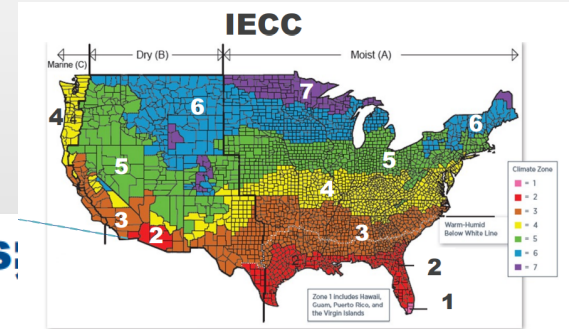 IECC
Marine (C)
Dry (B)
Moist (A)
7
6
6
4
5
5
4
3
3
2
2
1
Climate Zone
= 1
= 2
= 3
= 4
= 5
= 6
= 7
Warm-Humid
Below White Line
Zone 1 includes Hawaii,
Guam, Puerto Rico, and
the Virgin Islands